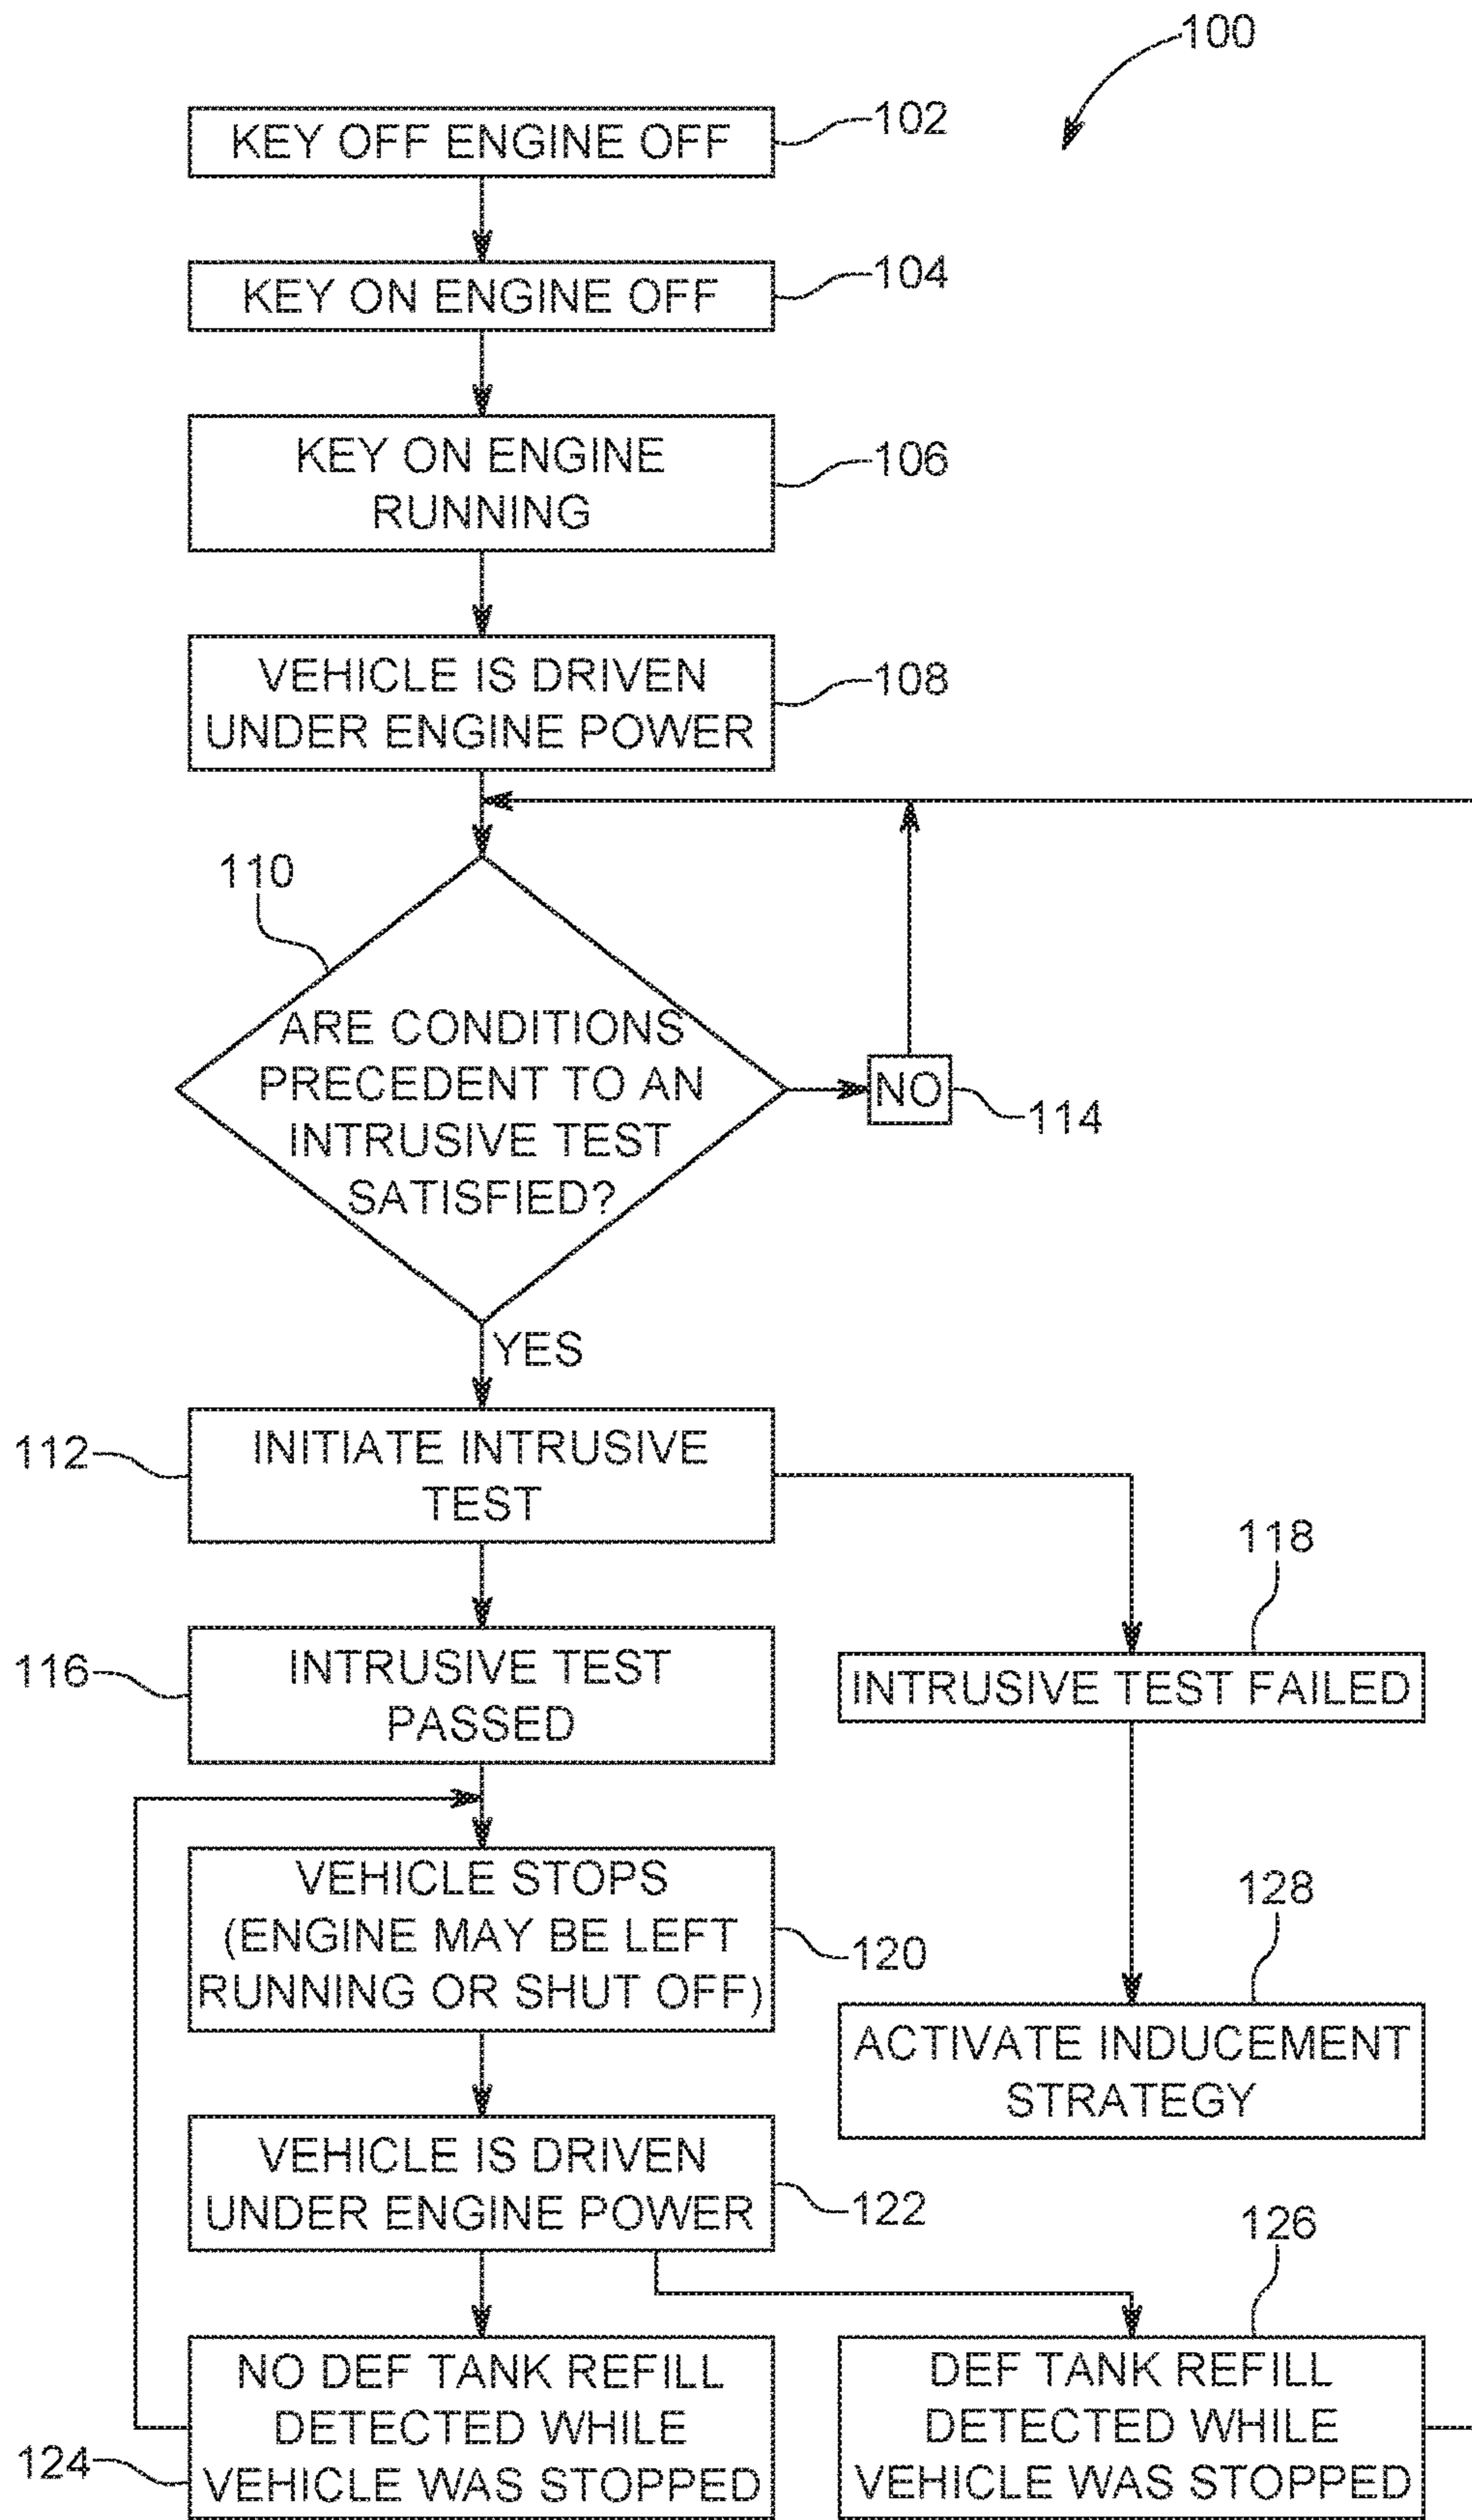 100
KEY OFF ENGINE OFF
102
KEY ON ENGINE OFF
104
KEY ON ENGINE
RUNNING
106
VEHICLE IS DRIVEN
UNDER ENGINE POWER
108
110
ARE CONDITIONS
PRECEDENT TO AN
INTRUSIVE TEST
SATISFIED?
NO
114
YES
112
INITIATE INTRUSIVE
TEST
116
INTRUSIVE TEST
PASSED
118
INTRUSIVE TEST FAILED
VEHICLE STOPS
(ENGINE MAY BE LEFT
RUNNING OR SHUT OFF)
120
128
ACTIVATE INDUCEMENT
STRATEGY
VEHICLE IS DRIVEN
UNDER ENGINE POWER
122
124
NO DEF TANK REFILL
DETECTED WHILE
VEHICLE WAS STOPPED
126
DEF TANK REFILL
DETECTED WHILE
VEHICLE WAS STOPPED